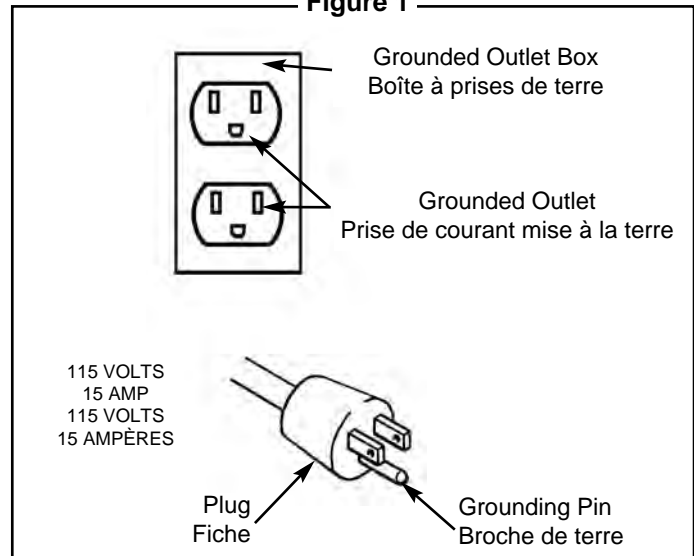 Figure 1
Grounded Outlet Box
Boîte à prises de terre
Grounded Outlet
Prise de courant mise à la terre
115 VOLTS
15 AMP
115 VOLTS
15 AMPÈRES
Plug
Fiche
Grounding Pin
Broche de terre